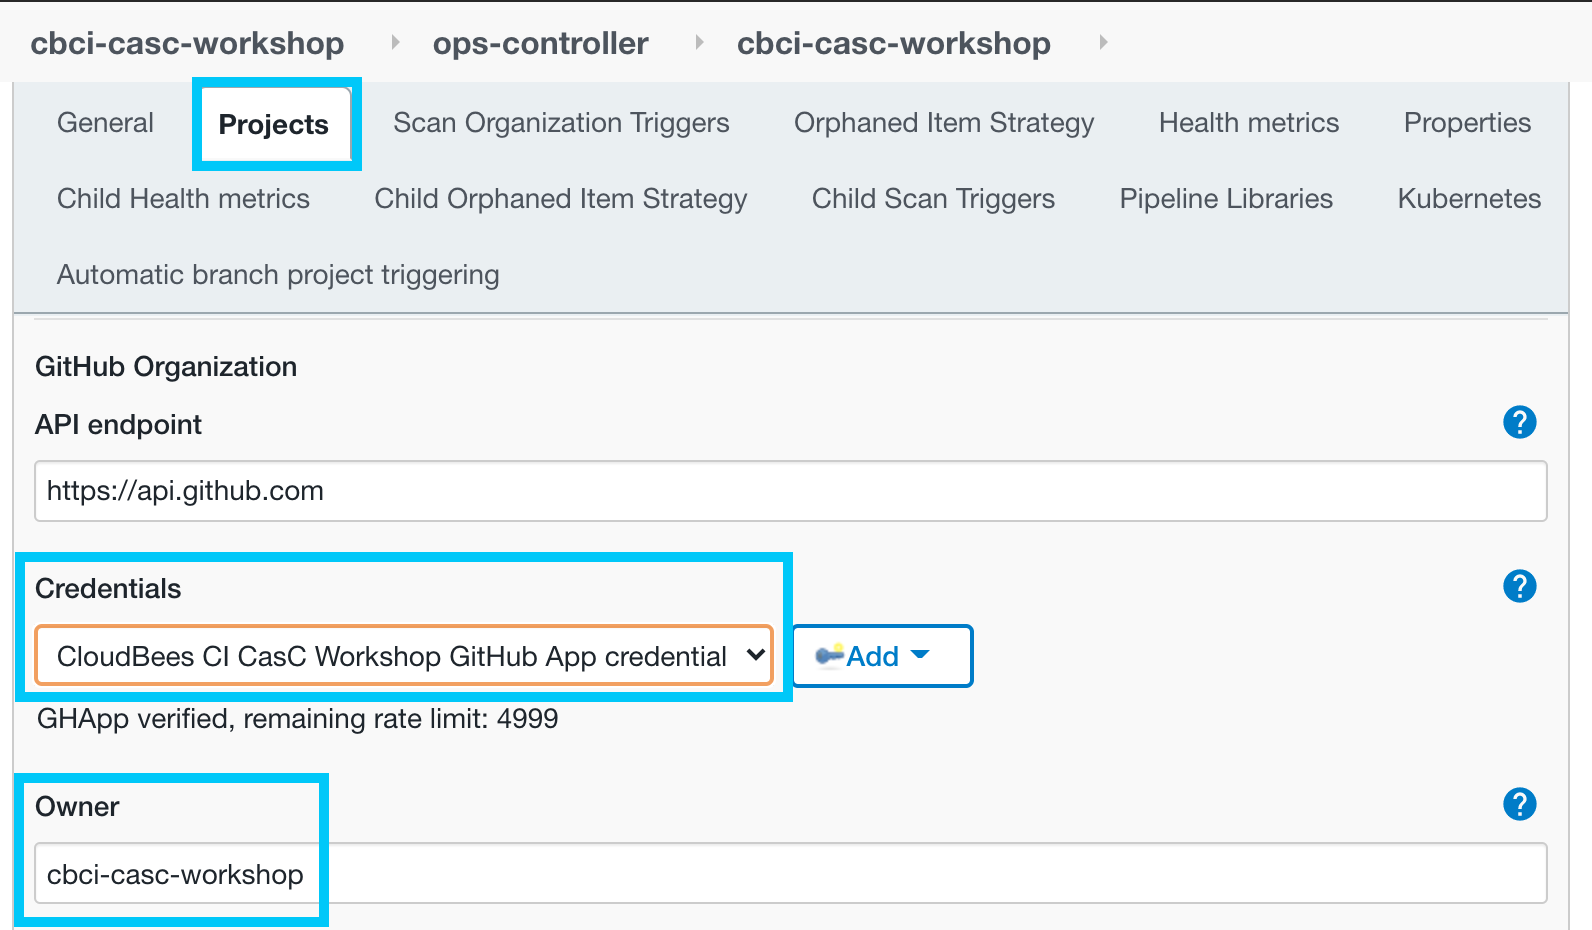 cbci-casc-workshop ops-controller cbci-casc-workshop
General Projects Scan Organization Triggers Orphaned Item Strategy Health metrics Properties
Child Health metrics Child Orphaned Item Strategy Child Scan Triggers Pipeline Libraries Kubernetes
Automatic branch project triggering
GitHub Organization
API endpoint ?
https://api.github.com
Credentials ?
CloudBees CI CasC Workshop GitHub App credential Add
GHApp verified, remaining rate limit: 4999
Owner ?
cbci-casc-workshop